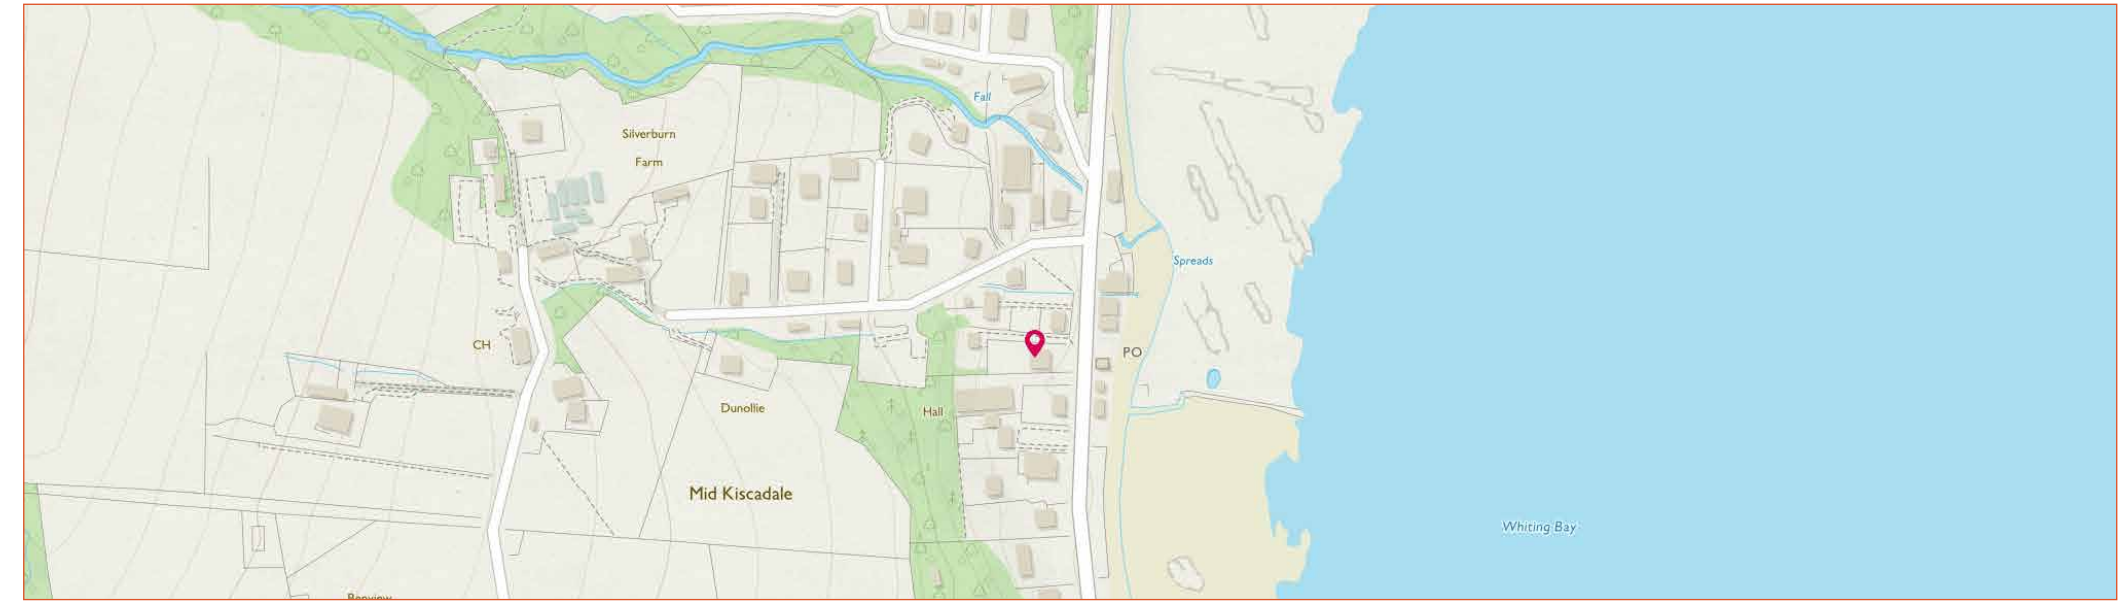 Fall
Silverburn
Farm
Spreads
CH
PO
Dunollie
Hall
Mid Kiscadale
Whiting Bay